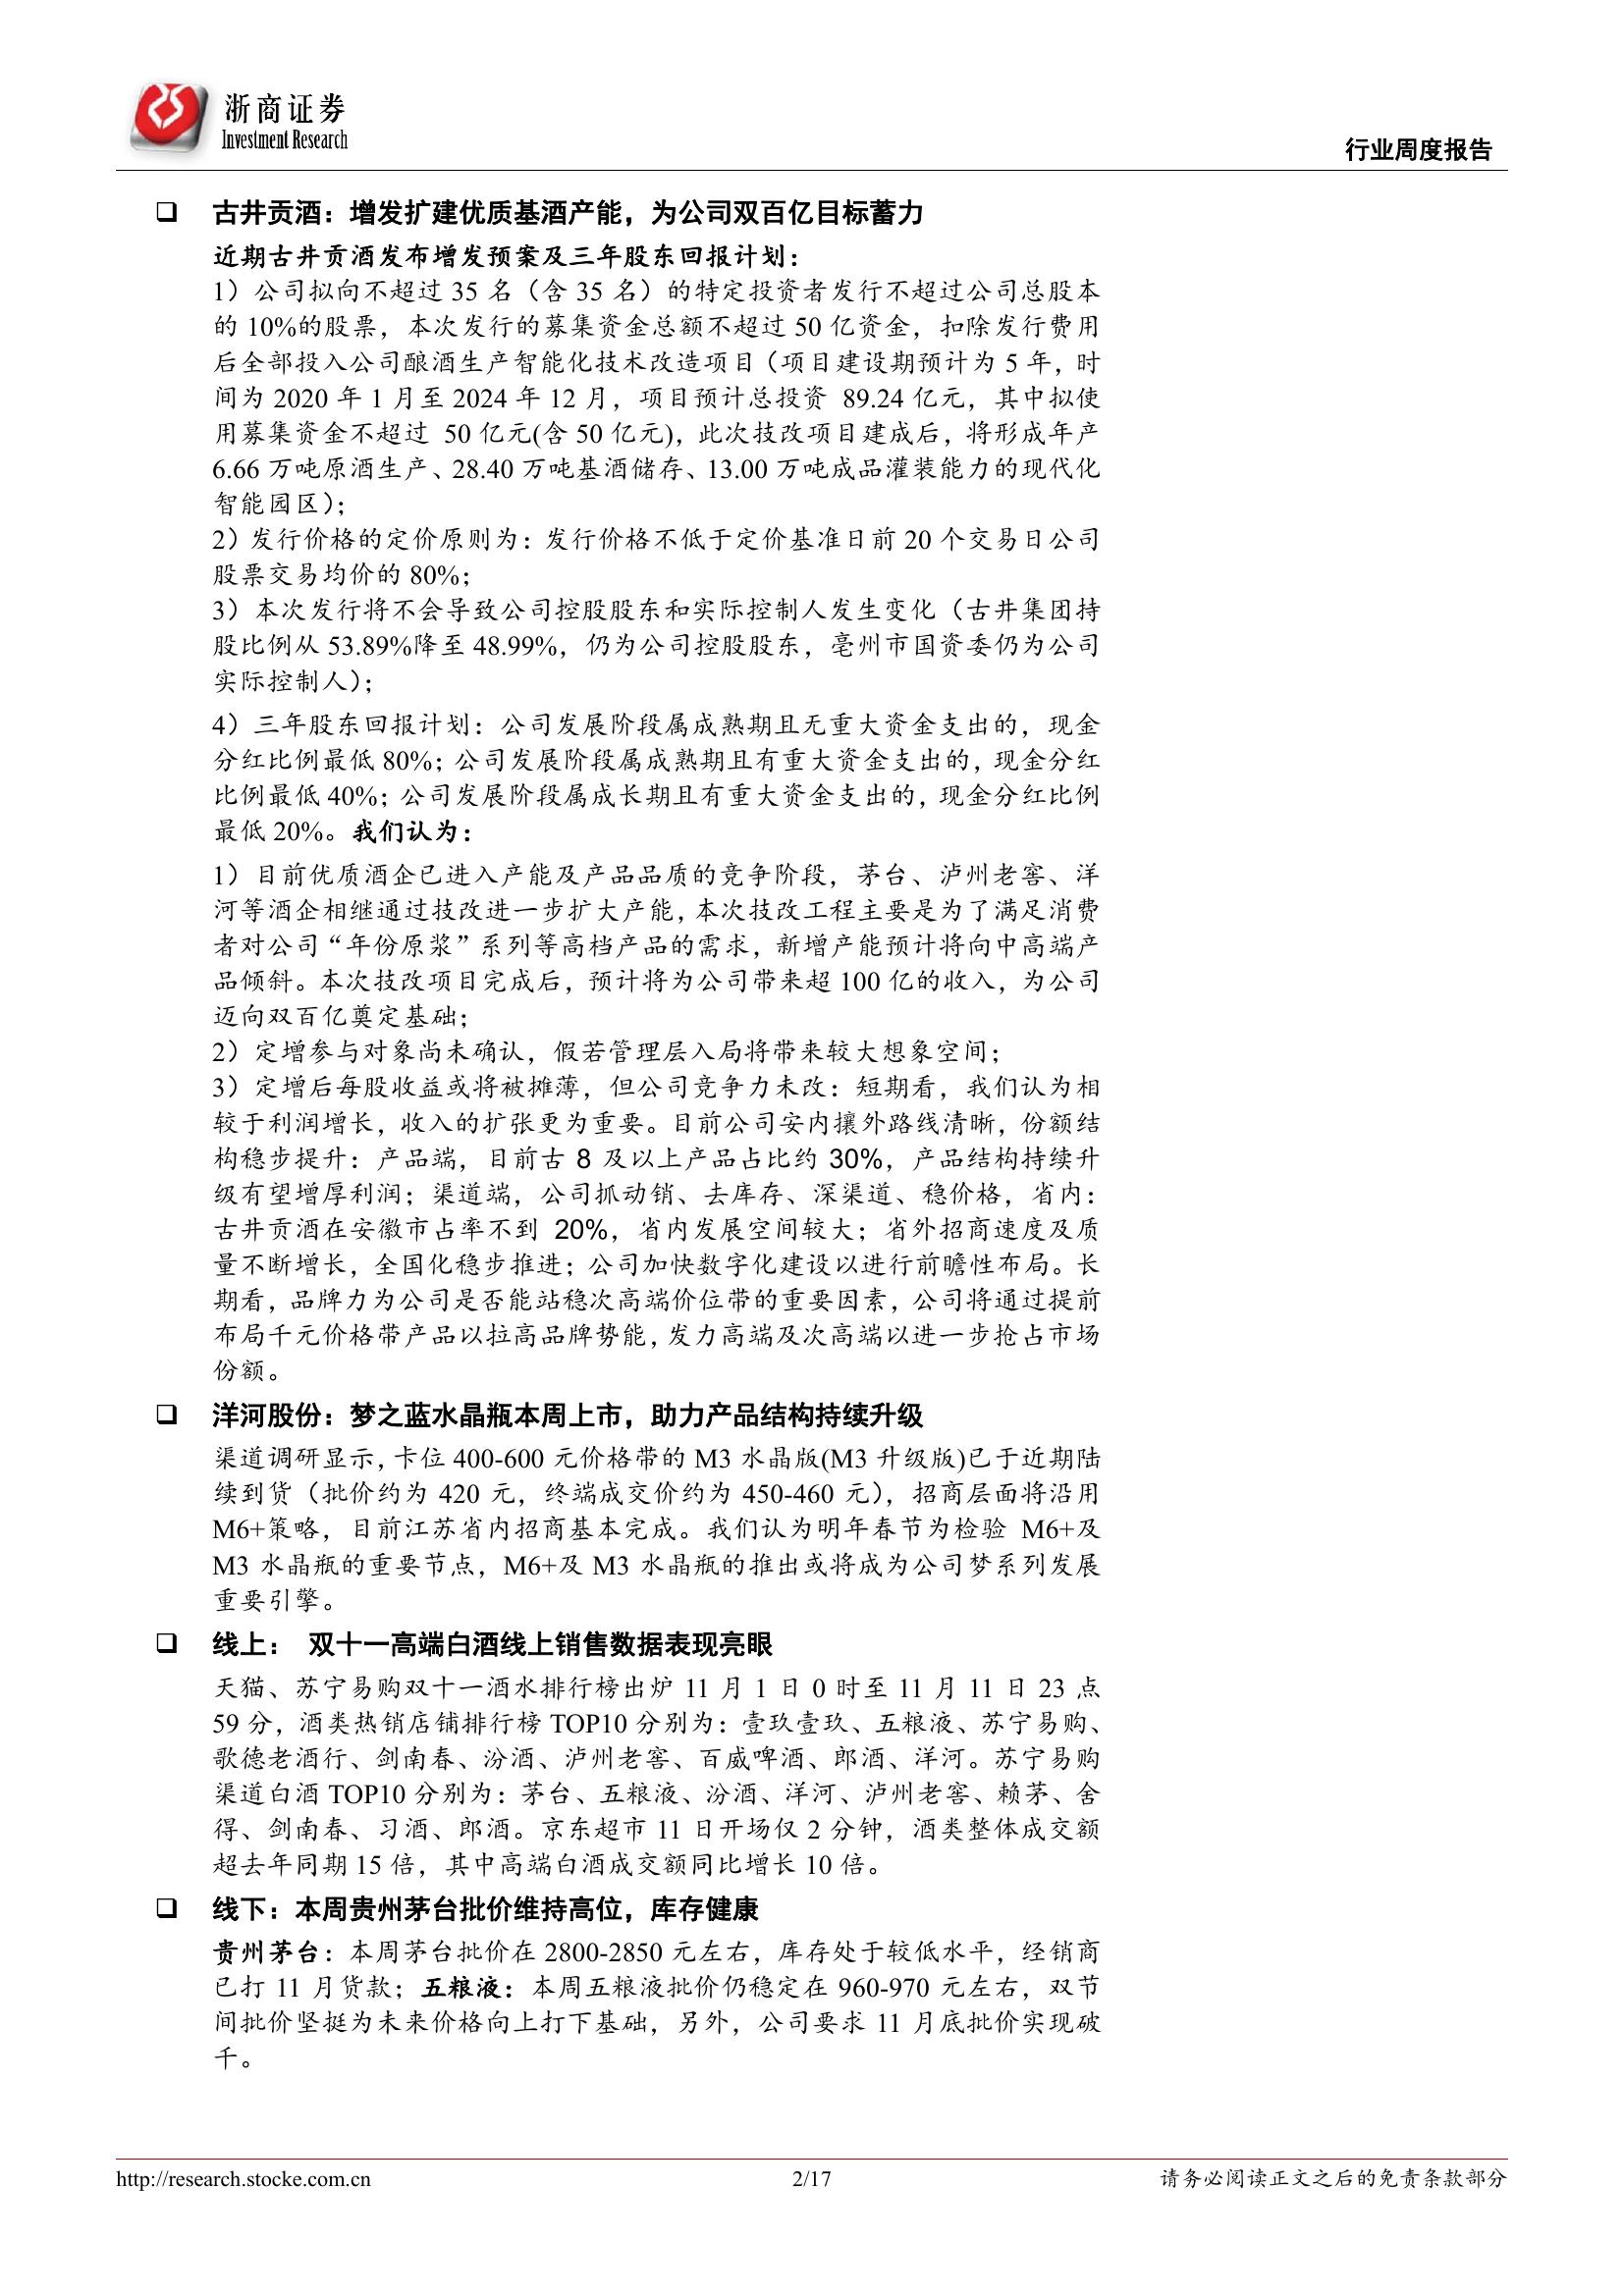 浙商证券
Investment Research
行业周度报告
❑ 古井贡酒：增发扩建优质基酒产能，为公司双百亿目标蓄力
近期古井贡酒发布增发预案及三年股东回报计划：
1）公司拟向不超过 35 名（含 35 名）的特定投资者发行不超过公司总股本
的 10%的股票，本次发行的募集资金总额不超过 50 亿资金，扣除发行费用
后全部投入公司酿酒生产智能化技术改造项目（项目建设期预计为 5 年，时
间为 2020 年 1 月至 2024 年 12 月，项目预计总投资 89.24 亿元，其中拟使
用募集资金不超过 50 亿元(含 50 亿元)，此次技改项目建成后，将形成年产
6.66 万吨原酒生产、28.40 万吨基酒储存、13.00 万吨成品灌装能力的现代化
智能园区）；
2）发行价格的定价原则为：发行价格不低于定价基准日前 20 个交易日公司
股票交易均价的 80%；
3）本次发行将不会导致公司控股股东和实际控制人发生变化（古井集团持
股比例从 53.89%降至 48.99%，仍为公司控股股东，亳州市国资委仍为公司
实际控制人）；
4）三年股东回报计划：公司发展阶段属成熟期且无重大资金支出的，现金
分红比例最低 80%；公司发展阶段属成熟期且有重大资金支出的，现金分红
比例最低 40%；公司发展阶段属成长期且有重大资金支出的，现金分红比例
最低 20%。我们认为：
1）目前优质酒企已进入产能及产品品质的竞争阶段，茅台、泸州老窖、洋
河等酒企相继通过技改进一步扩大产能，本次技改工程主要是为了满足消费
者对公司“年份原浆”系列等高档产品的需求，新增产能预计将向中高端产
品倾斜。本次技改项目完成后，预计将为公司带来超 100 亿的收入，为公司
迈向双百亿奠定基础；
2）定增参与对象尚未确认，假若管理层入局将带来较大想象空间；
3）定增后每股收益或将被摊薄，但公司竞争力未改：短期看，我们认为相
较于利润增长，收入的扩张更为重要。目前公司安内攘外路线清晰，份额结
构稳步提升：产品端，目前古 8 及以上产品占比约 30%，产品结构持续升
级有望增厚利润；渠道端，公司抓动销、去库存、深渠道、稳价格，省内：
古井贡酒在安徽市占率不到 20%，省内发展空间较大；省外招商速度及质
量不断增长，全国化稳步推进；公司加快数字化建设以进行前瞻性布局。长
期看，品牌力为公司是否能站稳次高端价位带的重要因素，公司将通过提前
布局千元价格带产品以拉高品牌势能，发力高端及次高端以进一步抢占市场
份额。
❑ 洋河股份：梦之蓝水晶瓶本周上市，助力产品结构持续升级
渠道调研显示，卡位 400-600 元价格带的 M3 水晶版(M3 升级版)已于近期陆
续到货（批价约为 420 元，终端成交价约为 450-460 元），招商层面将沿用
M6+策略，目前江苏省内招商基本完成。我们认为明年春节为检验 M6+及
M3 水晶瓶的重要节点，M6+及 M3 水晶瓶的推出或将成为公司梦系列发展
重要引擎。
❑ 线上： 双十一高端白酒线上销售数据表现亮眼
天猫、苏宁易购双十一酒水排行榜出炉 11 月 1 日 0 时至 11 月 11 日 23 点
59 分，酒类热销店铺排行榜 TOP10 分别为：壹玖壹玖、五粮液、苏宁易购、
歌德老酒行、剑南春、汾酒、泸州老窖、百威啤酒、郎酒、洋河。苏宁易购
渠道白酒 TOP10 分别为：茅台、五粮液、汾酒、洋河、泸州老窖、赖茅、舍
得、剑南春、习酒、郎酒。京东超市 11 日开场仅 2 分钟，酒类整体成交额
超去年同期 15 倍，其中高端白酒成交额同比增长 10 倍。
❑ 线下：本周贵州茅台批价维持高位，库存健康
贵州茅台：本周茅台批价在 2800-2850 元左右，库存处于较低水平，经销商
已打 11 月货款；五粮液：本周五粮液批价仍稳定在 960-970 元左右，双节
间批价坚挺为未来价格向上打下基础，另外，公司要求 11 月底批价实现破
千。
http://research.stocke.com.cn
2/17
请务必阅读正文之后的免责条款部分